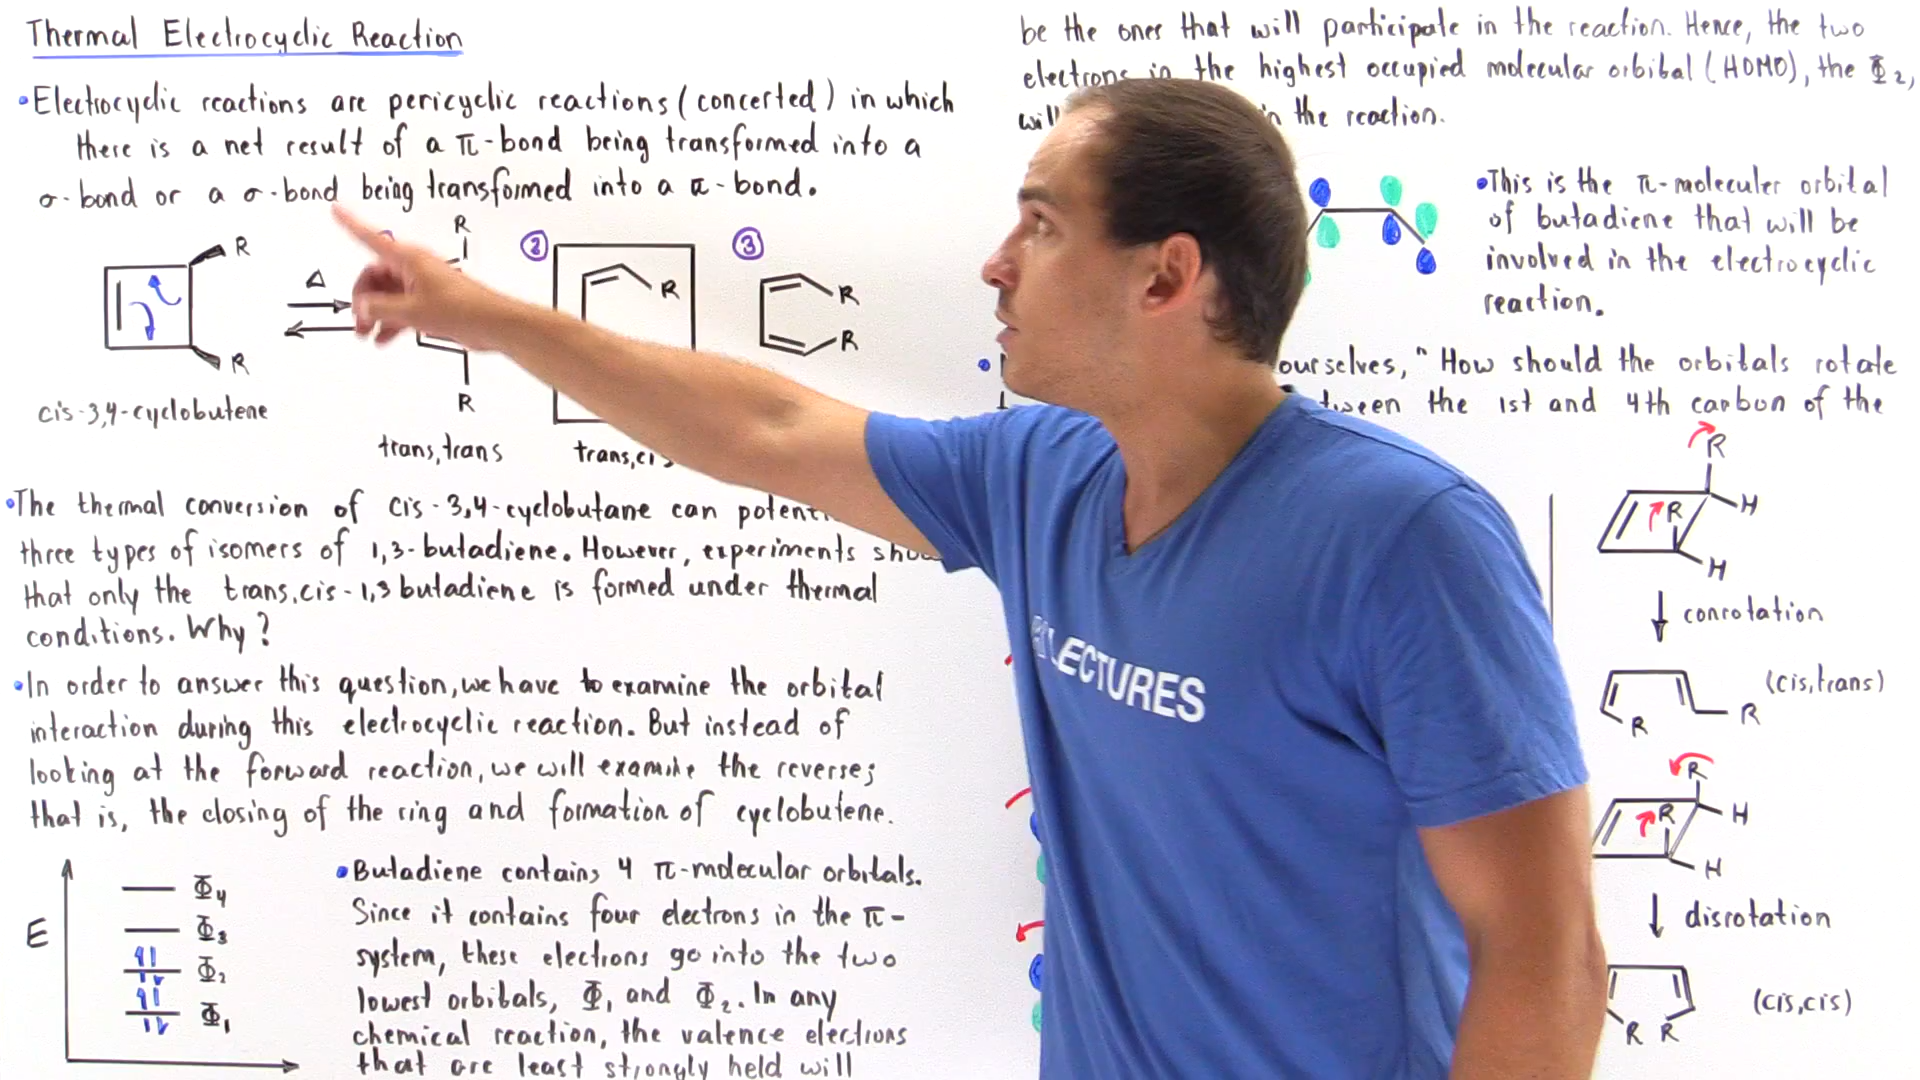 Thermal Electrocyclic Reaction
•Electrocyclic reactions are pericyclic reactions (concerted) in which
there is a net result of a π-bond being transformed into a
σ-bond or a σ-bond being transformed into a π-bond.
R
R
Δ
cis-3,4-cyclobutene
R
R
trans,trans
②
R
trans,cis
③
R
R
•The thermal conversion of cis-3,4-cyclobutane can
three types of isomers of 1,3-butadiene. However, experiments
that only the trans,cis-1,3 butadiene is formed under thermal
conditions. Why?
•In order to answer this question, we have to examine the orbital
interaction during this electrocyclic reaction. But instead of
looking at the forward reaction, we will examine the reverse;
that is, the closing of the ring and formation of cyclobutene.
E
Φ4
Φ3
Φ2
Φ1
•Butadiene contains 4 π-molecular orbitals.
Since it contains four electrons in the π-
system, these elections go into the two
lowest orbitals, Φ1 and Φ2. In any
chemical reaction, the valence elections
that are least strongly held will
be the ones that will participate in the reaction. Hence, the two
electrons in the highest occupied molecular orbital (HOMO), the Φ2,
will in the reaction.
•This is the π-molecular orbital
of butadiene that will be
involved in the electrocyclic
reaction.
ourselves, "How should the orbitals rotate
the 1st and 4th carbon of the
R
R
H
H
conrotation
R
R
(cis,trans)
R
R
H
H
disrotation
R
R
(cis,cis)
LECTURES